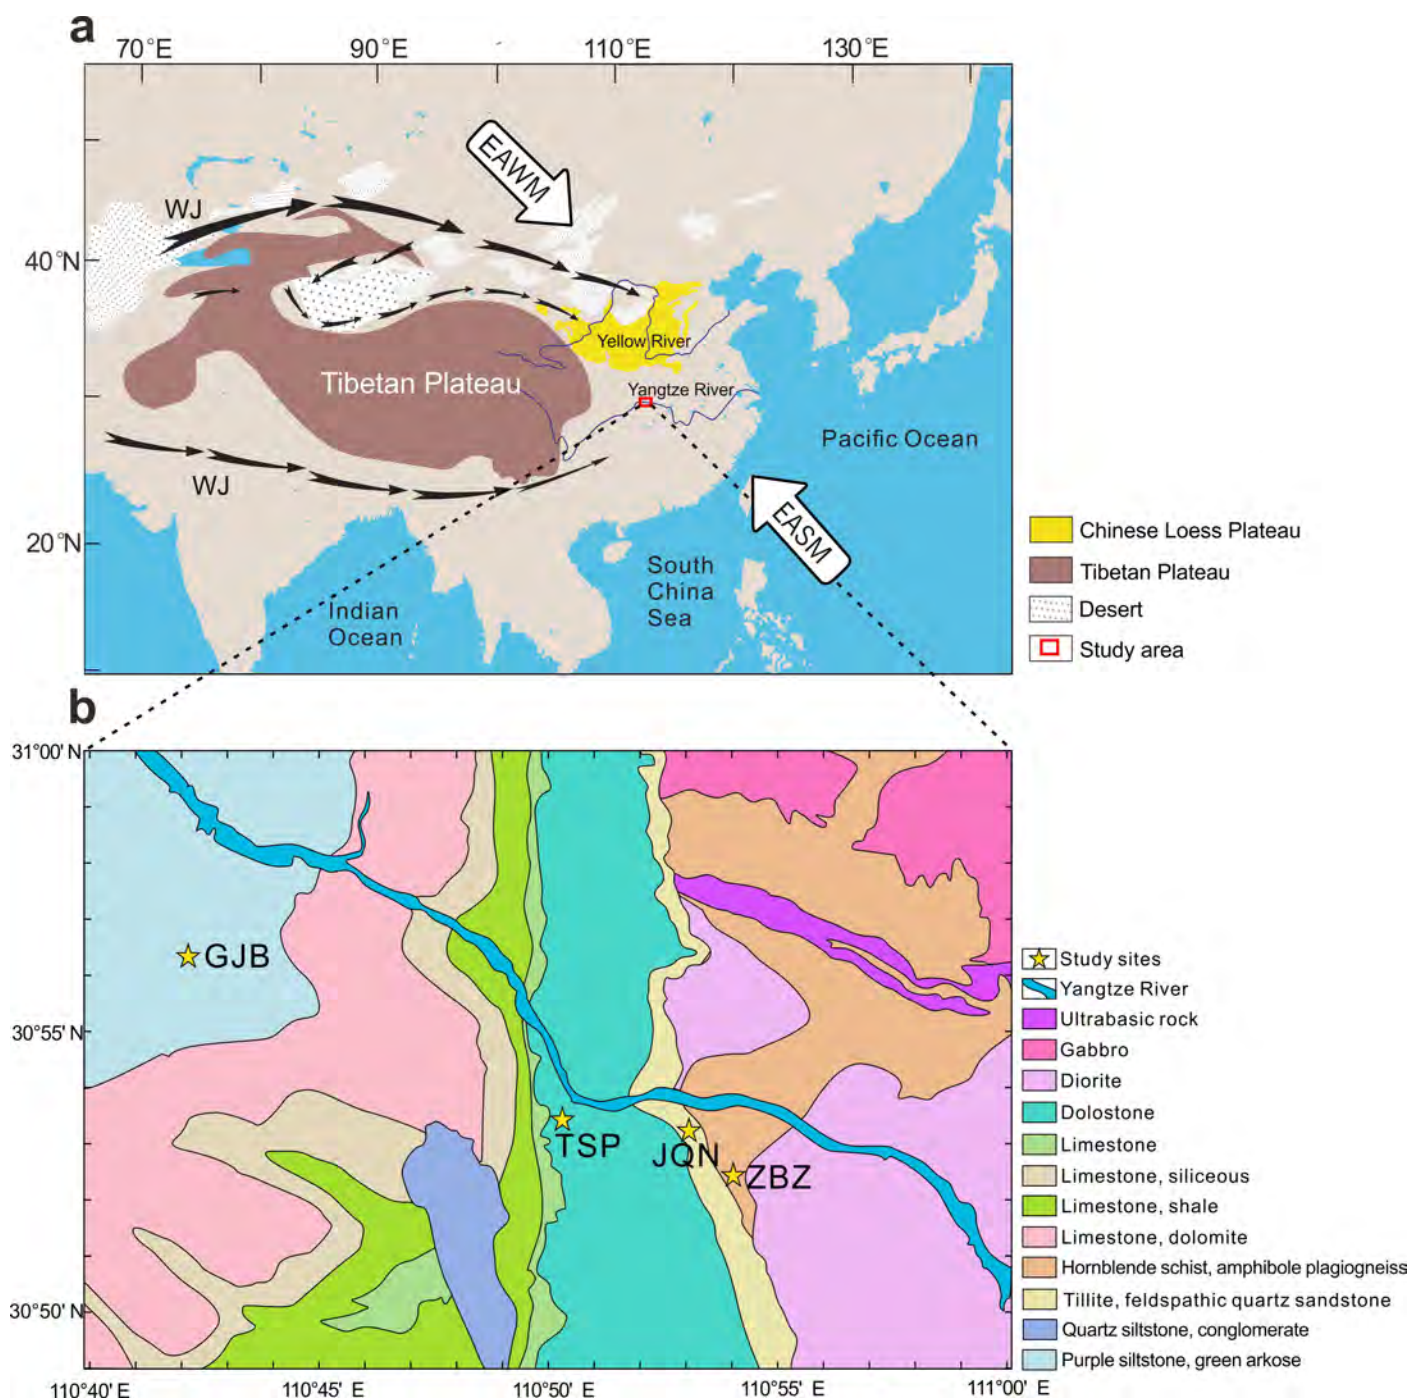 a
70°E 90°E 110°E 130°E
EAWM
WJ
40°N
Yellow River
Tibetan Plateau
Yangtze River
Pacific Ocean
WJ
EASM
20°N
South
China
Sea
Indian
Ocean
Chinese Loess Plateau
Tibetan Plateau
Desert
Study area
b
31°00' N
GJB
30°55' N
TSP
JQN
ZBZ
30°50' N
110°40' E 110°45' E 110°50' E 110°55' E 111°00' E
Study sites
Yangtze River
Ultrabasic rock
Gabbro
Diorite
Dolostone
Limestone
Limestone, siliceous
Limestone, shale
Limestone, dolomite
Hornblende schist, amphibole plagiogneiss
Tillite, feldspathic quartz sandstone
Quartz siltstone, conglomerate
Purple siltstone, green arkose